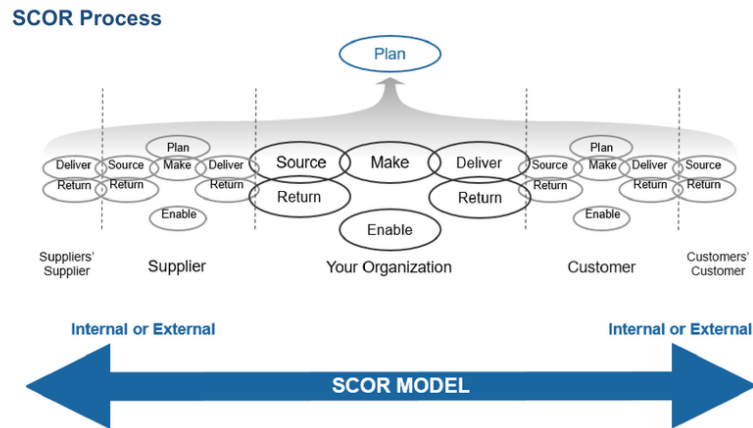 SCOR Process
Plan
Plan
Plan
Deliver Source Make Deliver Source Make Deliver Source Make Deliver Source
Return Return Return Return Return Return Return Return
Enable Enable Enable
Suppliers'
Supplier
Supplier
Your Organization
Customer
Customers'
Customer
Internal or External
Internal or External
SCOR MODEL